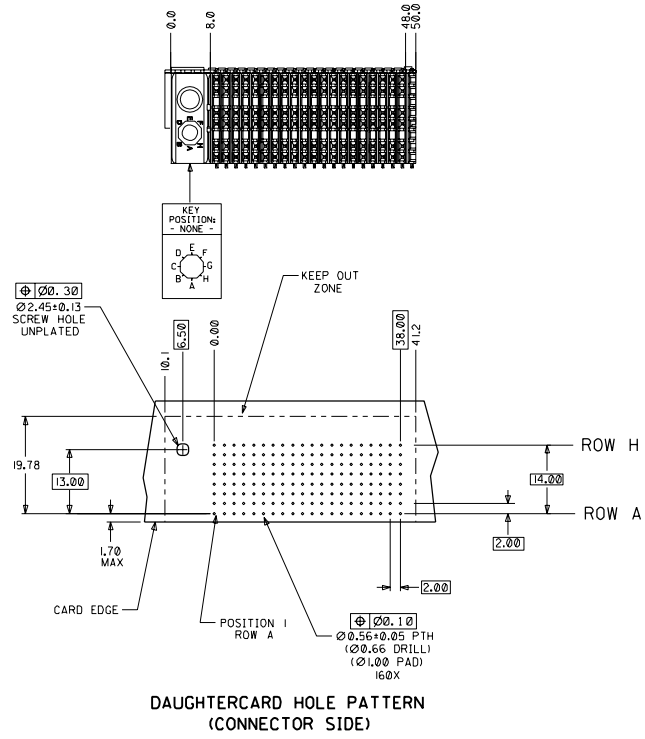 0.0
8.0
48.0
50.0
D E F
B A H
KEY
POSITION:
- NONE -
E
D F
C G
B H
A
KEEP OUT
ZONE
⌖ Ø0.30
Ø2.45±0.13
SCREW HOLE
UNPLATED
10.1
6.50
0.00
38.00
41.2
19.78
13.00
1.70
MAX
ROW H
14.00
ROW A
2.00
2.00
CARD EDGE
POSITION 1
ROW A
⌖ Ø0.10
Ø0.56±0.05 PTH
(Ø0.66 DRILL)
(Ø1.00 PAD)
160X
DAUGHTERCARD HOLE PATTERN
(CONNECTOR SIDE)